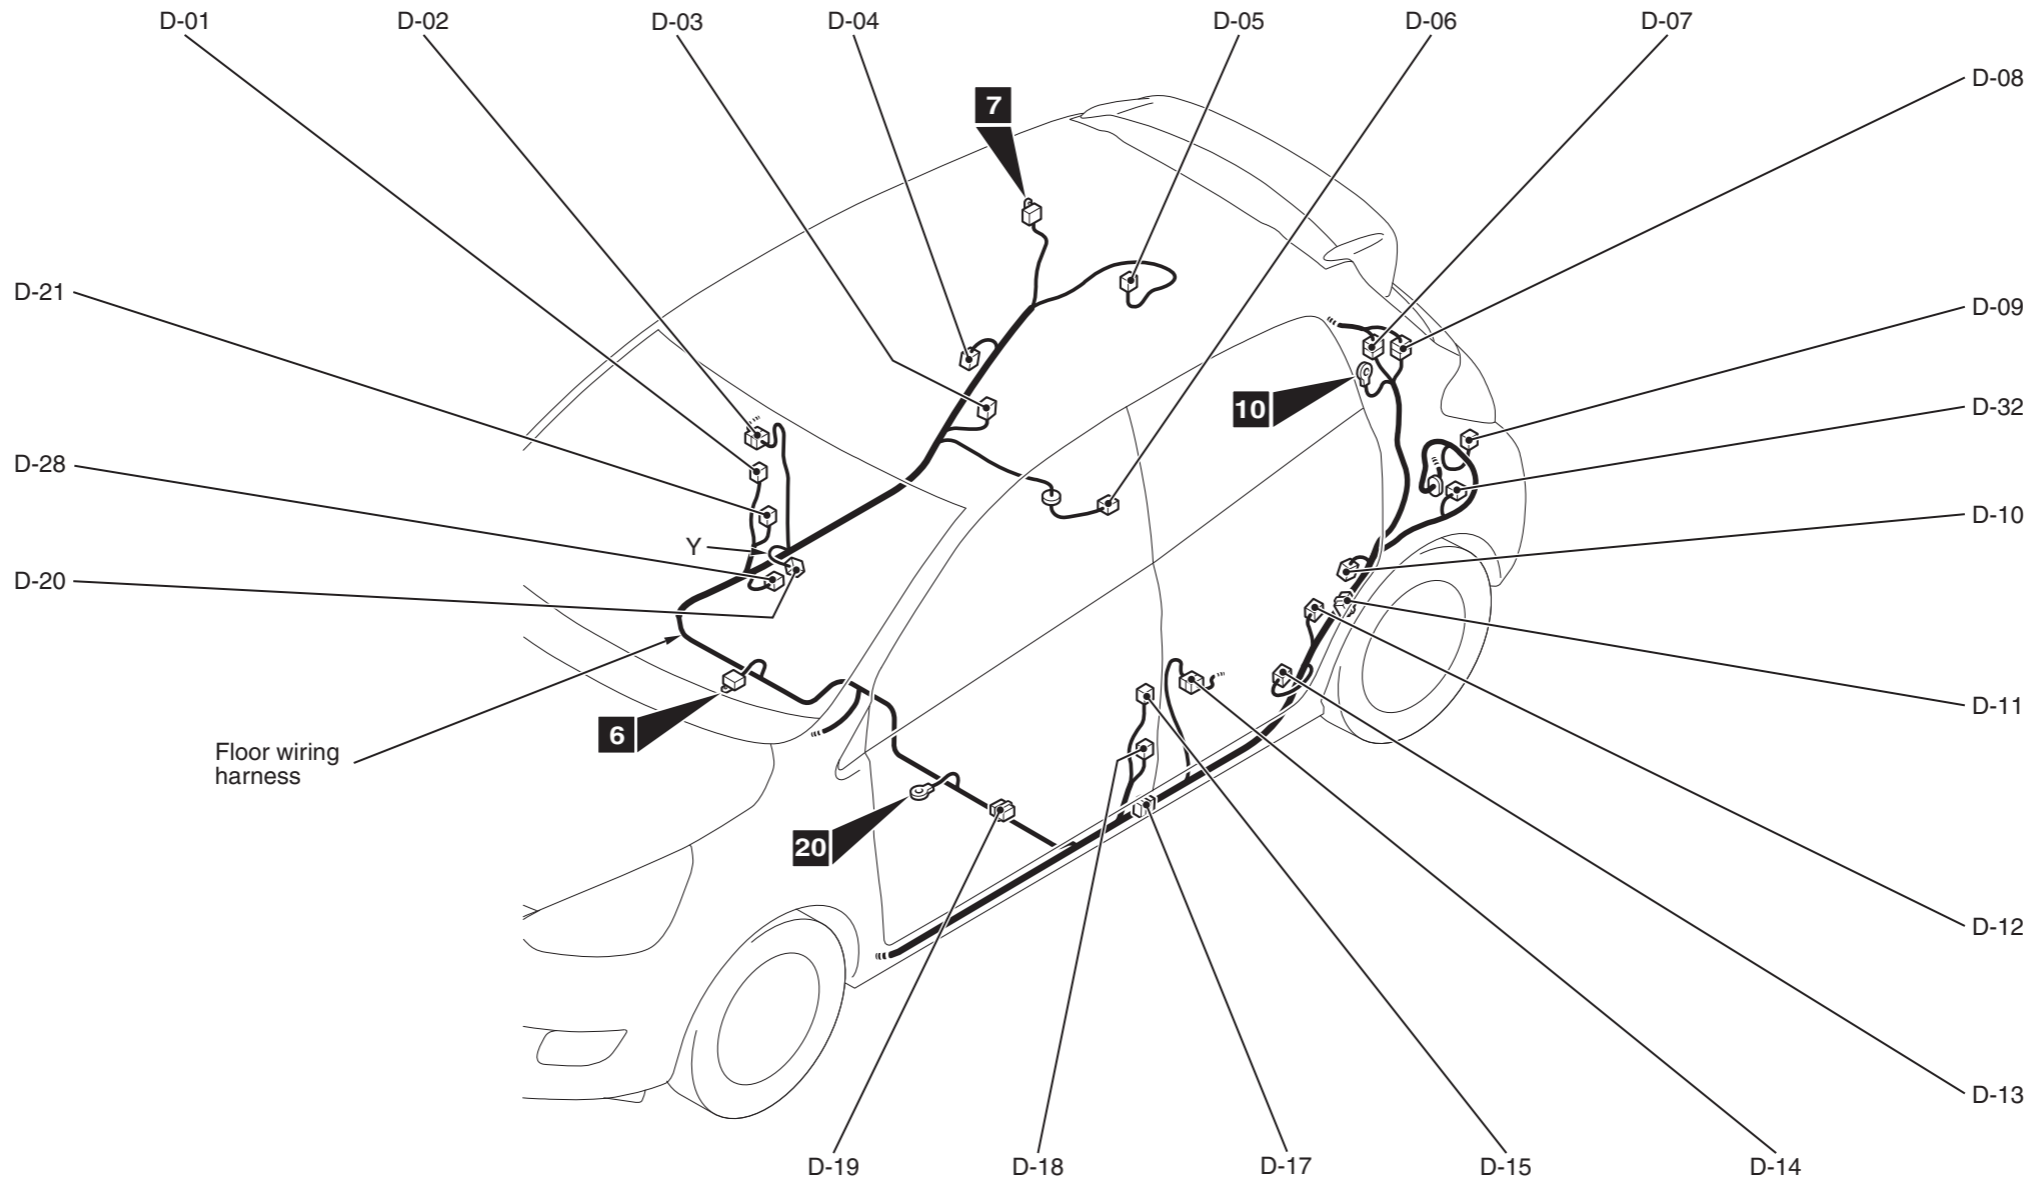 D-01
D-02
D-03
D-04
D-05
D-06
D-07
D-08
7
D-21
D-09
10
D-32
D-28
D-10
Y
D-20
D-11
6
Floor wiring
harness
20
D-12
D-13
D-19
D-18
D-17
D-15
D-14